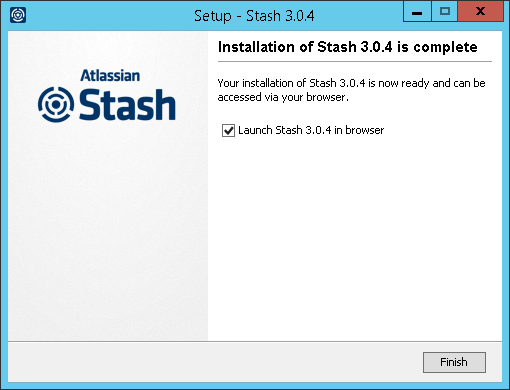 Setup - Stash 3.0.4
Atlassian
Stash
Installation of Stash 3.0.4 is complete
Your installation of Stash 3.0.4 is now ready and can be
accessed via your browser.
Launch Stash 3.0.4 in browser
Finish